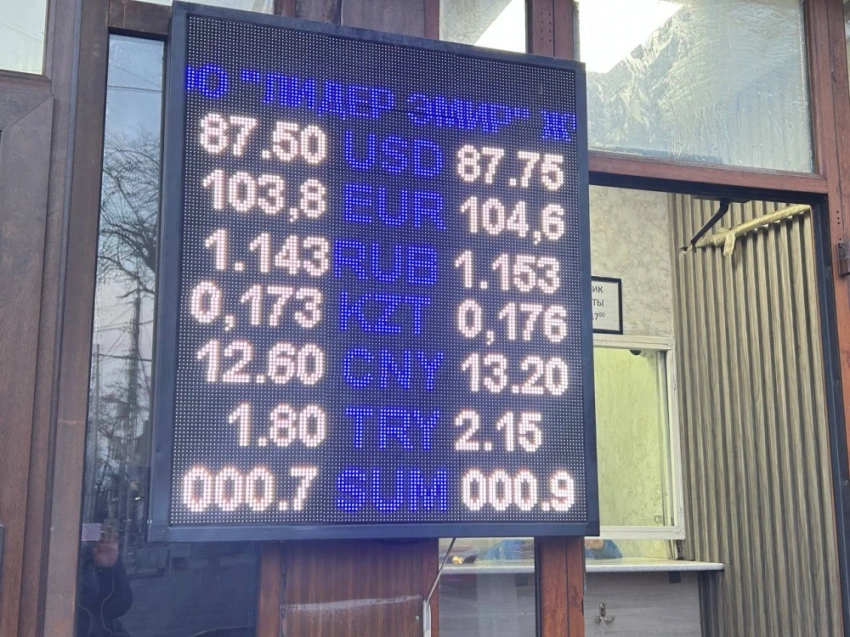 Ю "ЛИДЕР ЭМИР" Ж
87.50 USD 87.75
103,8 EUR 104,6
1.143 RUB 1.153
0,173 KZT 0,176
12.60 CNY 13.20
1.80 TRY 2.15
000.7 SUM 000.9